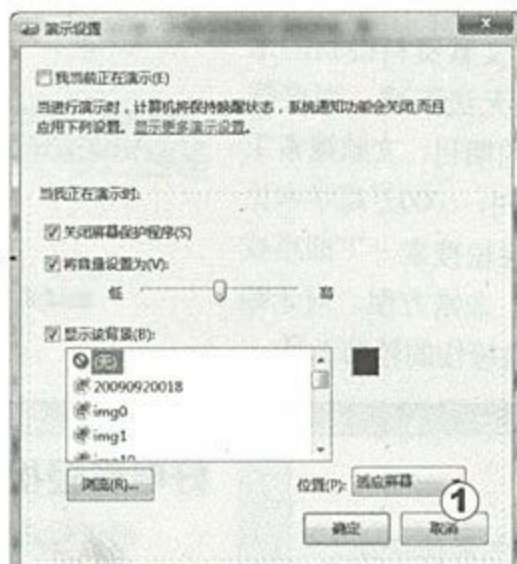 演示设置
我当前正在演示(E)
当进行演示时，计算机将保持唤醒状态，系统通知功能会关闭,而且
应用下列设置。显示更多演示设置。
当我正在演示时:
关闭屏幕保护程序(S)
将音量设置为(V):
低 高
显示该背景(B):
(无)
20090920018
img0
img1
img10
浏览(R)...
位置(P): 适应屏幕
1
确定 取消